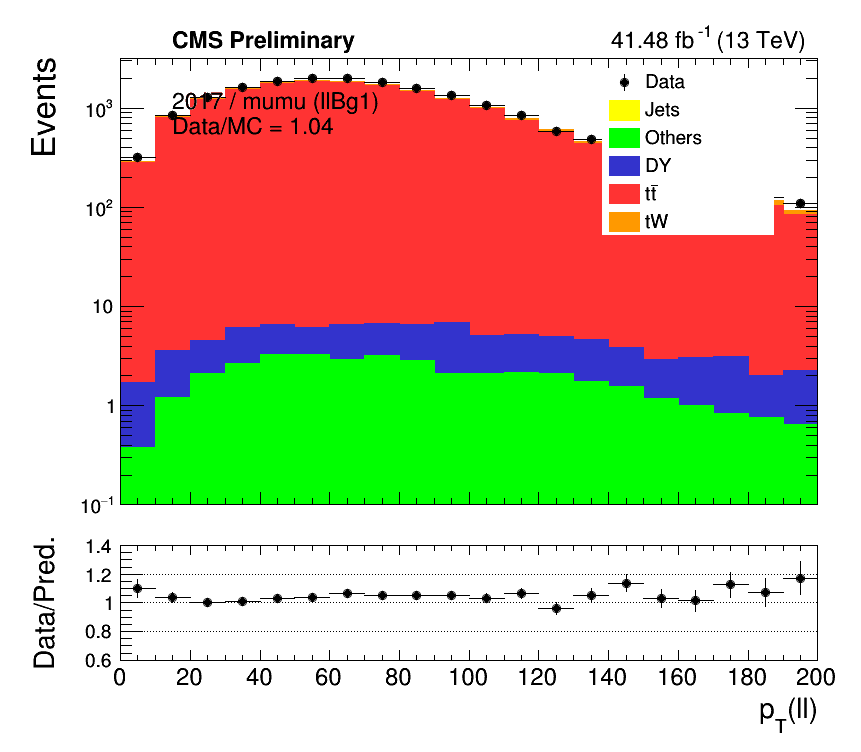 CMS Preliminary
41.48 fb⁻¹ (13 TeV)
Events
2017 / mumu (llBg1)
Data/MC = 1.04
Data
Jets
Others
DY
tt̄
tW
10³
10²
10
1
10⁻¹
Data/Pred.
1.4
1.2
1
0.8
0.6
0 20 40 60 80 100 120 140 160 180 200
p_T(ll)